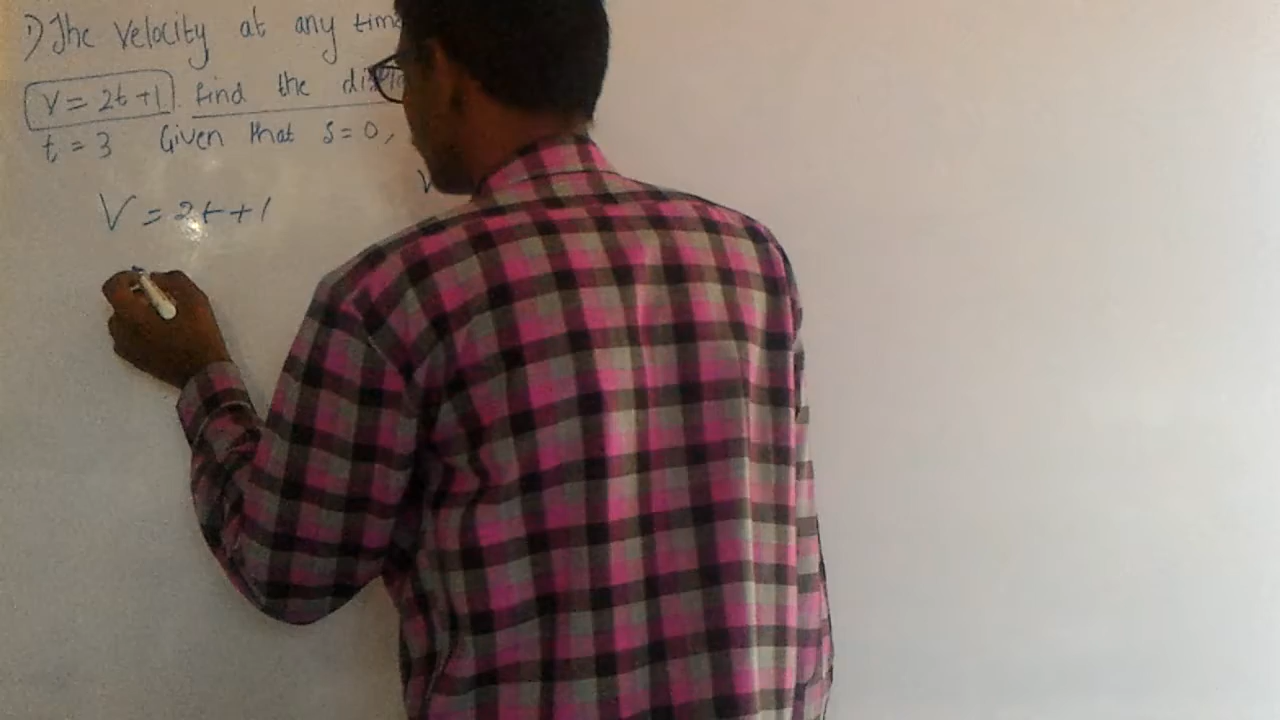 1) The Velocity at any time
V = 2t + 1. Find the
t = 3 Given that S = 0,
V = 2t + 1